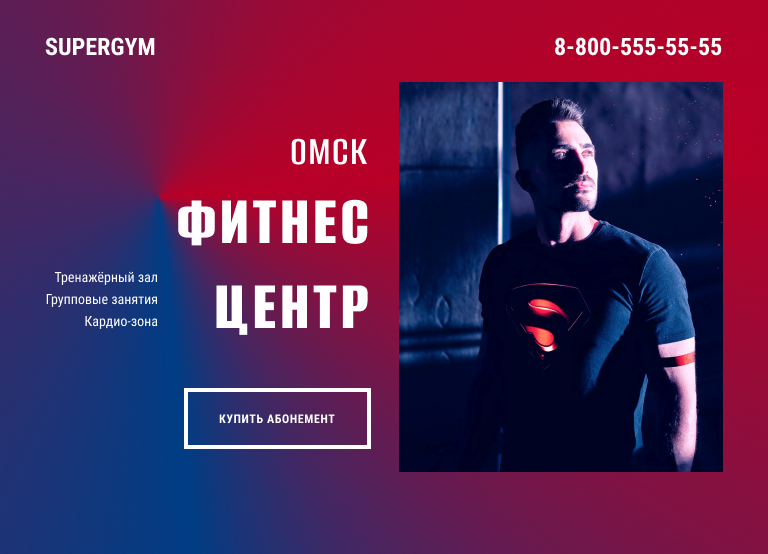 SUPERGYM
8-800-555-55-55
ОМСК
ФИТНЕС
ЦЕНТР
Тренажёрный зал
Групповые занятия
Кардио-зона
КУПИТЬ АБОНЕМЕНТ